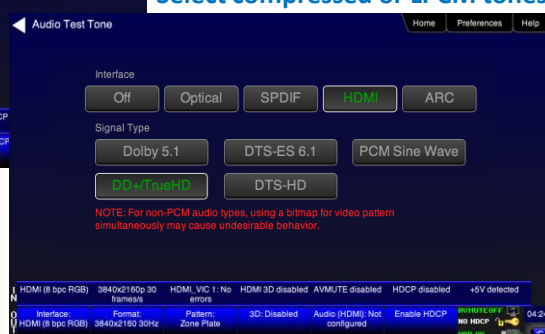 Select compressed or LPCM tones
Audio Test Tone
Home Preferences Help
Interface
Off Optical SPDIF HDMI ARC
Signal Type
Dolby 5.1 DTS-ES 6.1 PCM Sine Wave
DD+/TrueHD DTS-HD
NOTE: For non-PCM audio types, using a bitmap for video pattern
simultaneously may cause undesirable behavior.
IN
HDMI (8 bpc RGB) 3840x2160p 30 HDMI_VIC 1: No HDMI 3D disabled AVMUTE disabled HDCP disabled +5V detected
frames/s errors
OUT
Interface: Format: Pattern: 3D: Disabled Audio (HDMI): Not Enable HDCP AVMUTEOFF
HDMI (8 bpc RGB) 3840x2160 30Hz Zone Plate configured NO HDCP